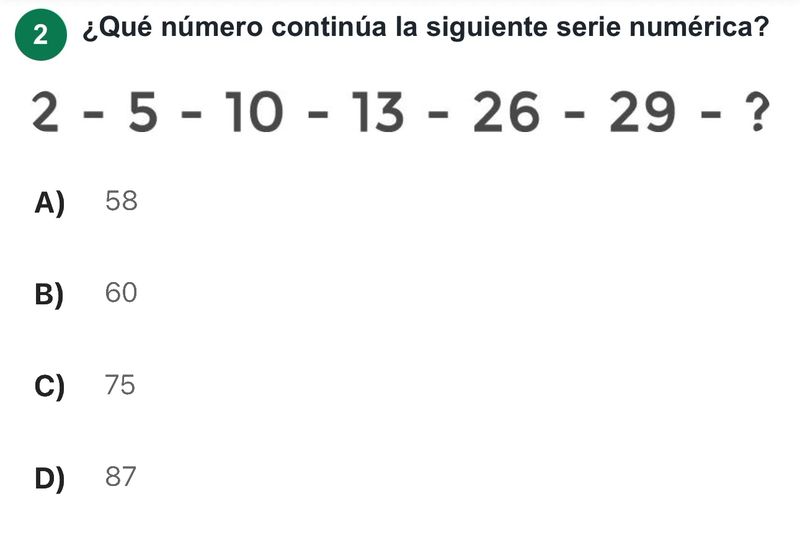 2 ¿Qué número continúa la siguiente serie numérica?
2 - 5 - 10 - 13 - 26 - 29 - ?
A) 58
B) 60
C) 75
D) 87